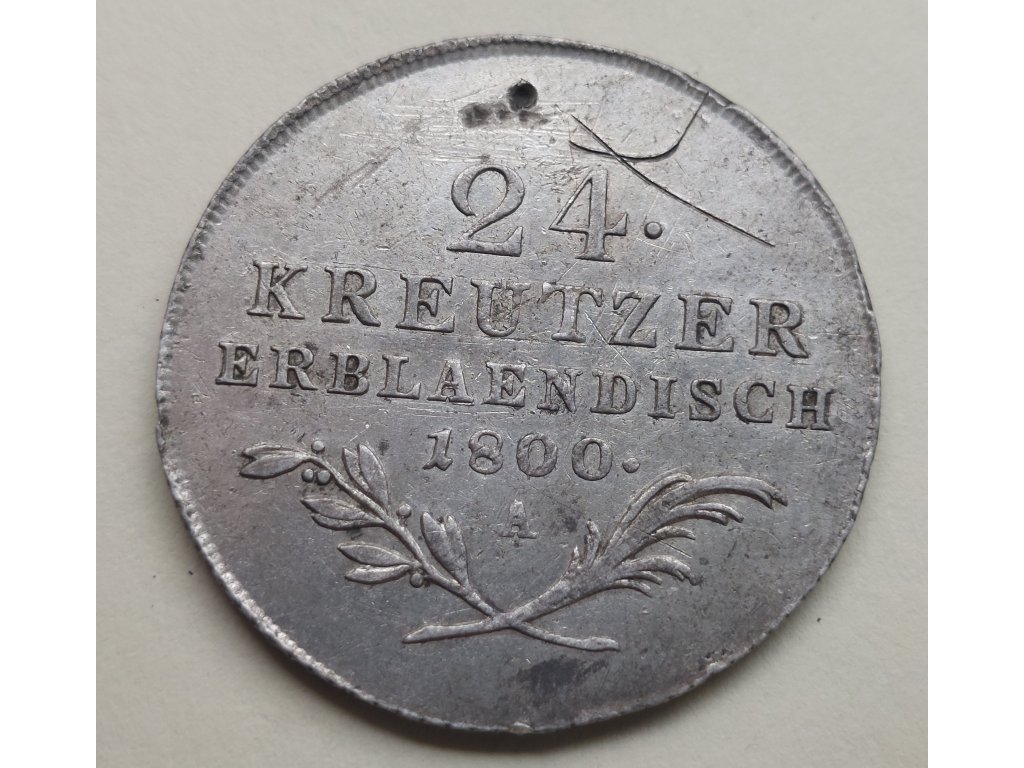 24.
KREUTZER
ERBLAENDISCH
1800.
A